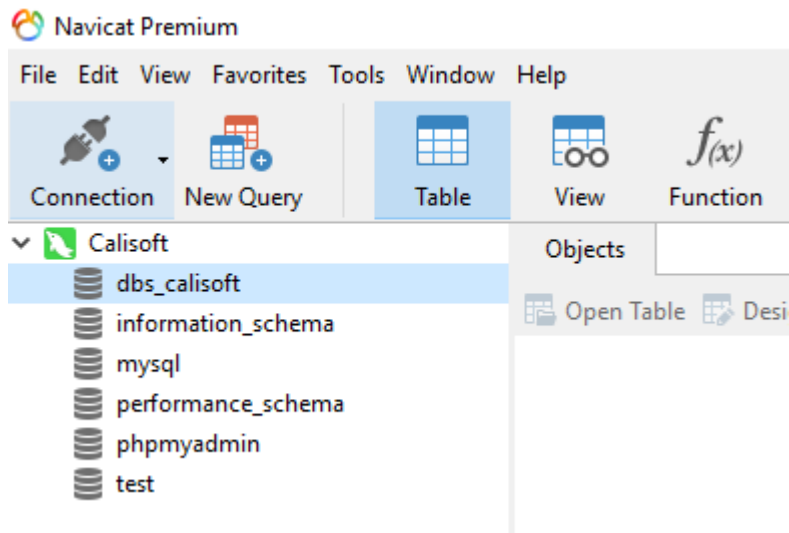 Navicat Premium
File Edit View Favorites Tools Window Help
Connection New Query Table View f(x) Function
Calisoft
Objects
dbs_calisoft
Open Table Desi
information_schema
mysql
performance_schema
phpmyadmin
test